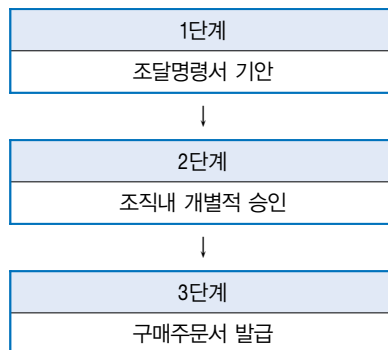 1단계
조달명령서 기안
↓
2단계
조직내 개별적 승인
↓
3단계
구매주문서 발급